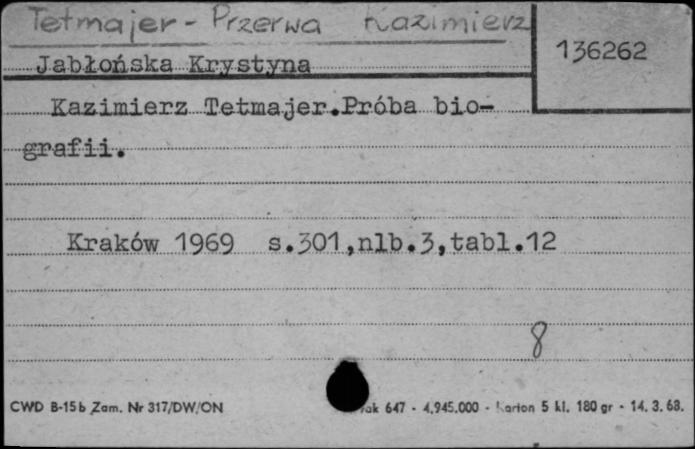 Tetmajer - Przerwa Kazimierz
136262
Jabłońska Krystyna
Kazimierz Tetmajer.Próba bio-
grafii.
Kraków 1969 s.301,nlb.3,tabl.12
8
CWD B-15b Zam. Nr 317/DW/ON
647 - 4.945.000 - Karton 5 kl. 180 gr - 14. 3. 68.